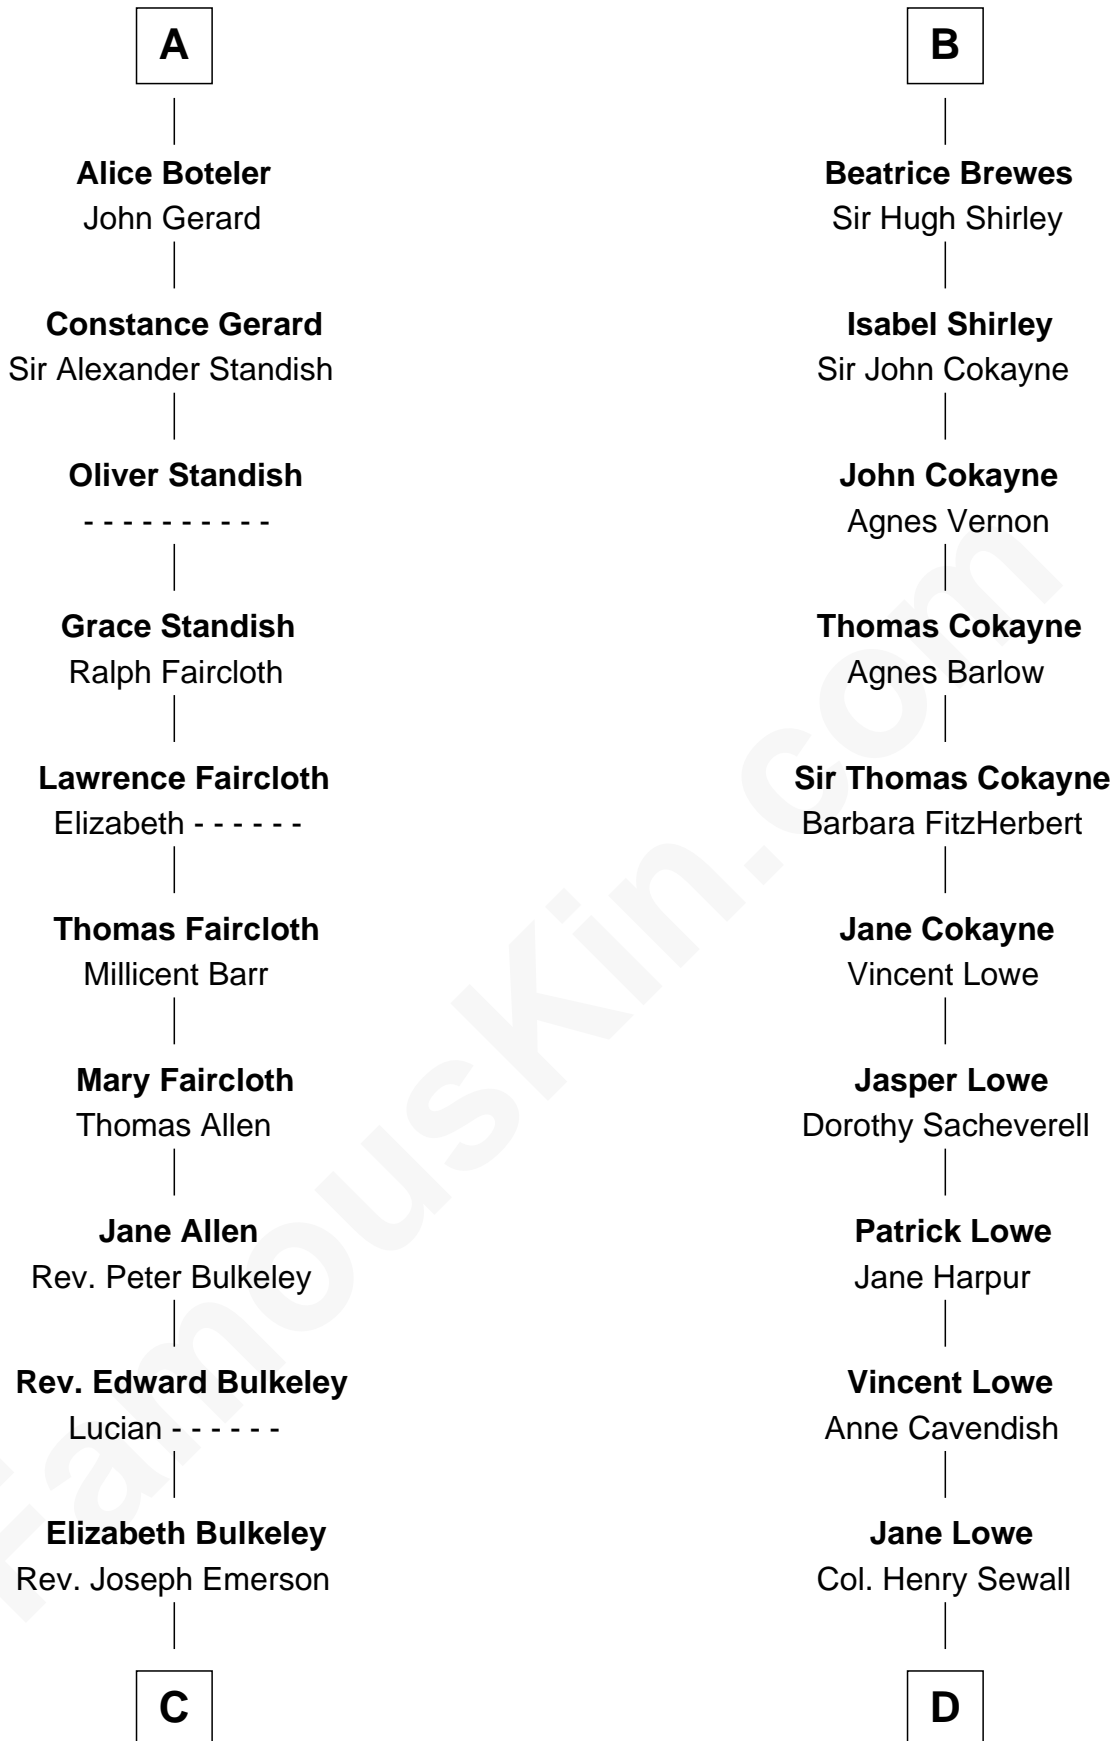 A
Alice Boteler
John Gerard
Constance Gerard
Sir Alexander Standish
Oliver Standish
- - - - - - - - - -
Grace Standish
Ralph Faircloth
Lawrence Faircloth
Elizabeth - - - - - -
Thomas Faircloth
Millicent Barr
Mary Faircloth
Thomas Allen
Jane Allen
Rev. Peter Bulkeley
Rev. Edward Bulkeley
Lucian - - - - - -
Elizabeth Bulkeley
Rev. Joseph Emerson
C
B
Beatrice Brewes
Sir Hugh Shirley
Isabel Shirley
Sir John Cokayne
John Cokayne
Agnes Vernon
Thomas Cokayne
Agnes Barlow
Sir Thomas Cokayne
Barbara FitzHerbert
Jane Cokayne
Vincent Lowe
Jasper Lowe
Dorothy Sacheverell
Patrick Lowe
Jane Harpur
Vincent Lowe
Anne Cavendish
Jane Lowe
Col. Henry Sewall
D
FamousKin.com